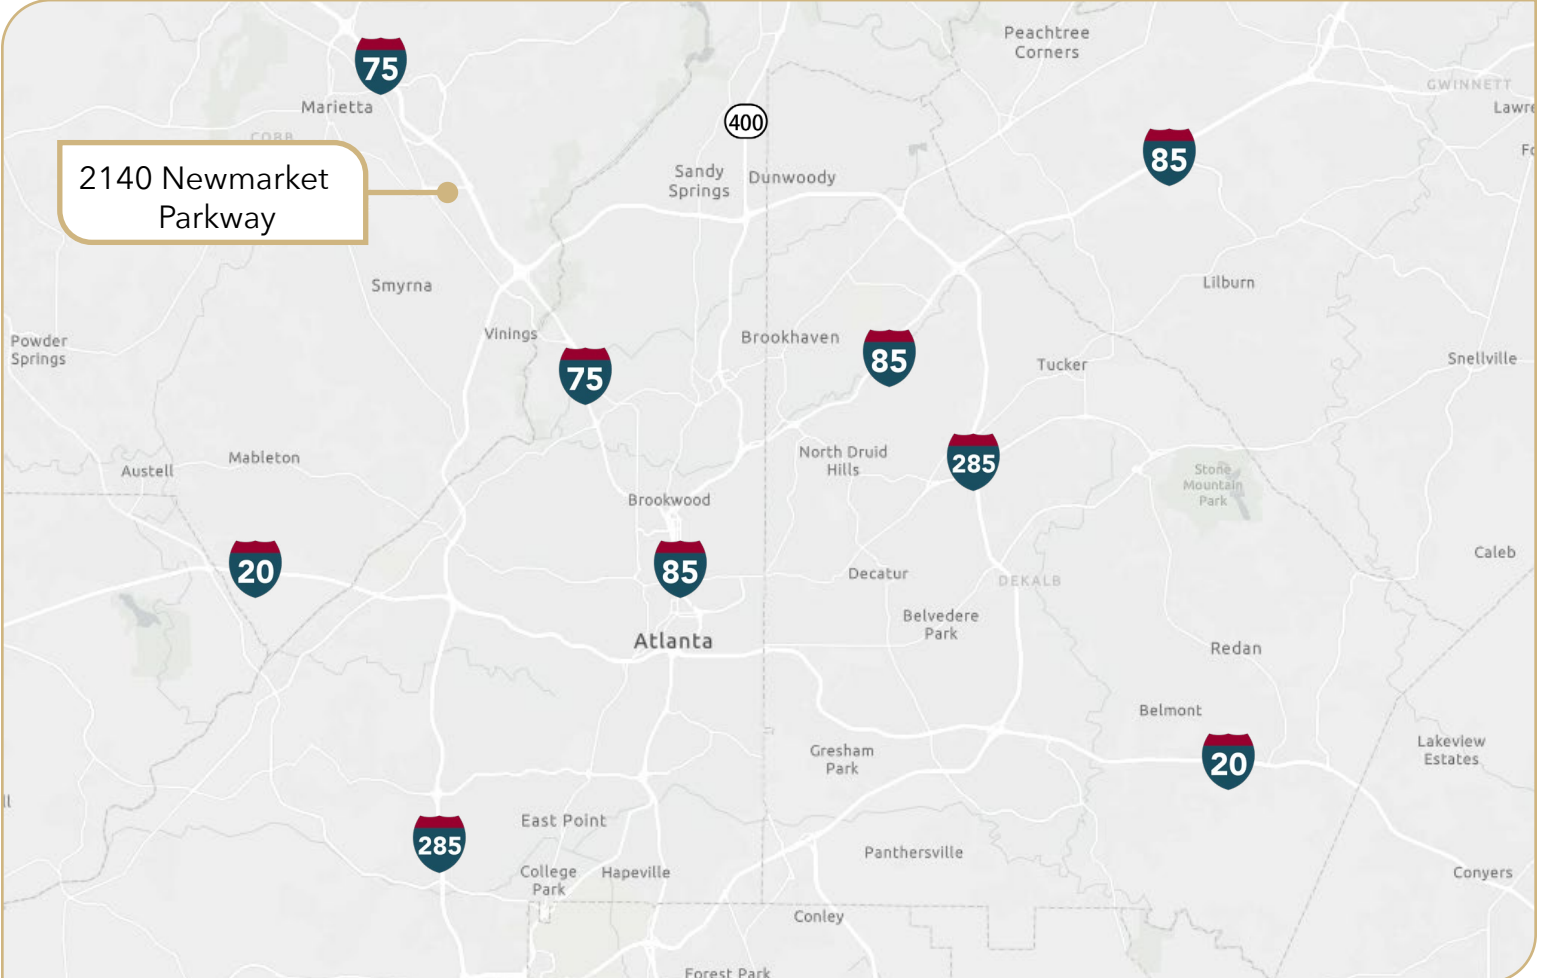 Peachtree
Corners
75
GWINNETT
Marietta
Lawre
400
COBB
85
2140 Newmarket
Parkway
Sandy
Springs
Dunwoody
Smyrna
Lilburn
Vinings
Brookhaven
Powder
Springs
85
Snellville
75
Tucker
North Druid
Hills
285
Mableton
Austell
Stone
Mountain
Park
Brookwood
Caleb
20
85
Decatur
DEKALB
Belvedere
Park
Atlanta
Redan
Belmont
Lakeview
Estates
Gresham
Park
20
East Point
285
Panthersville
College
Park
Hapeville
Conyers
Conley
Forest Park